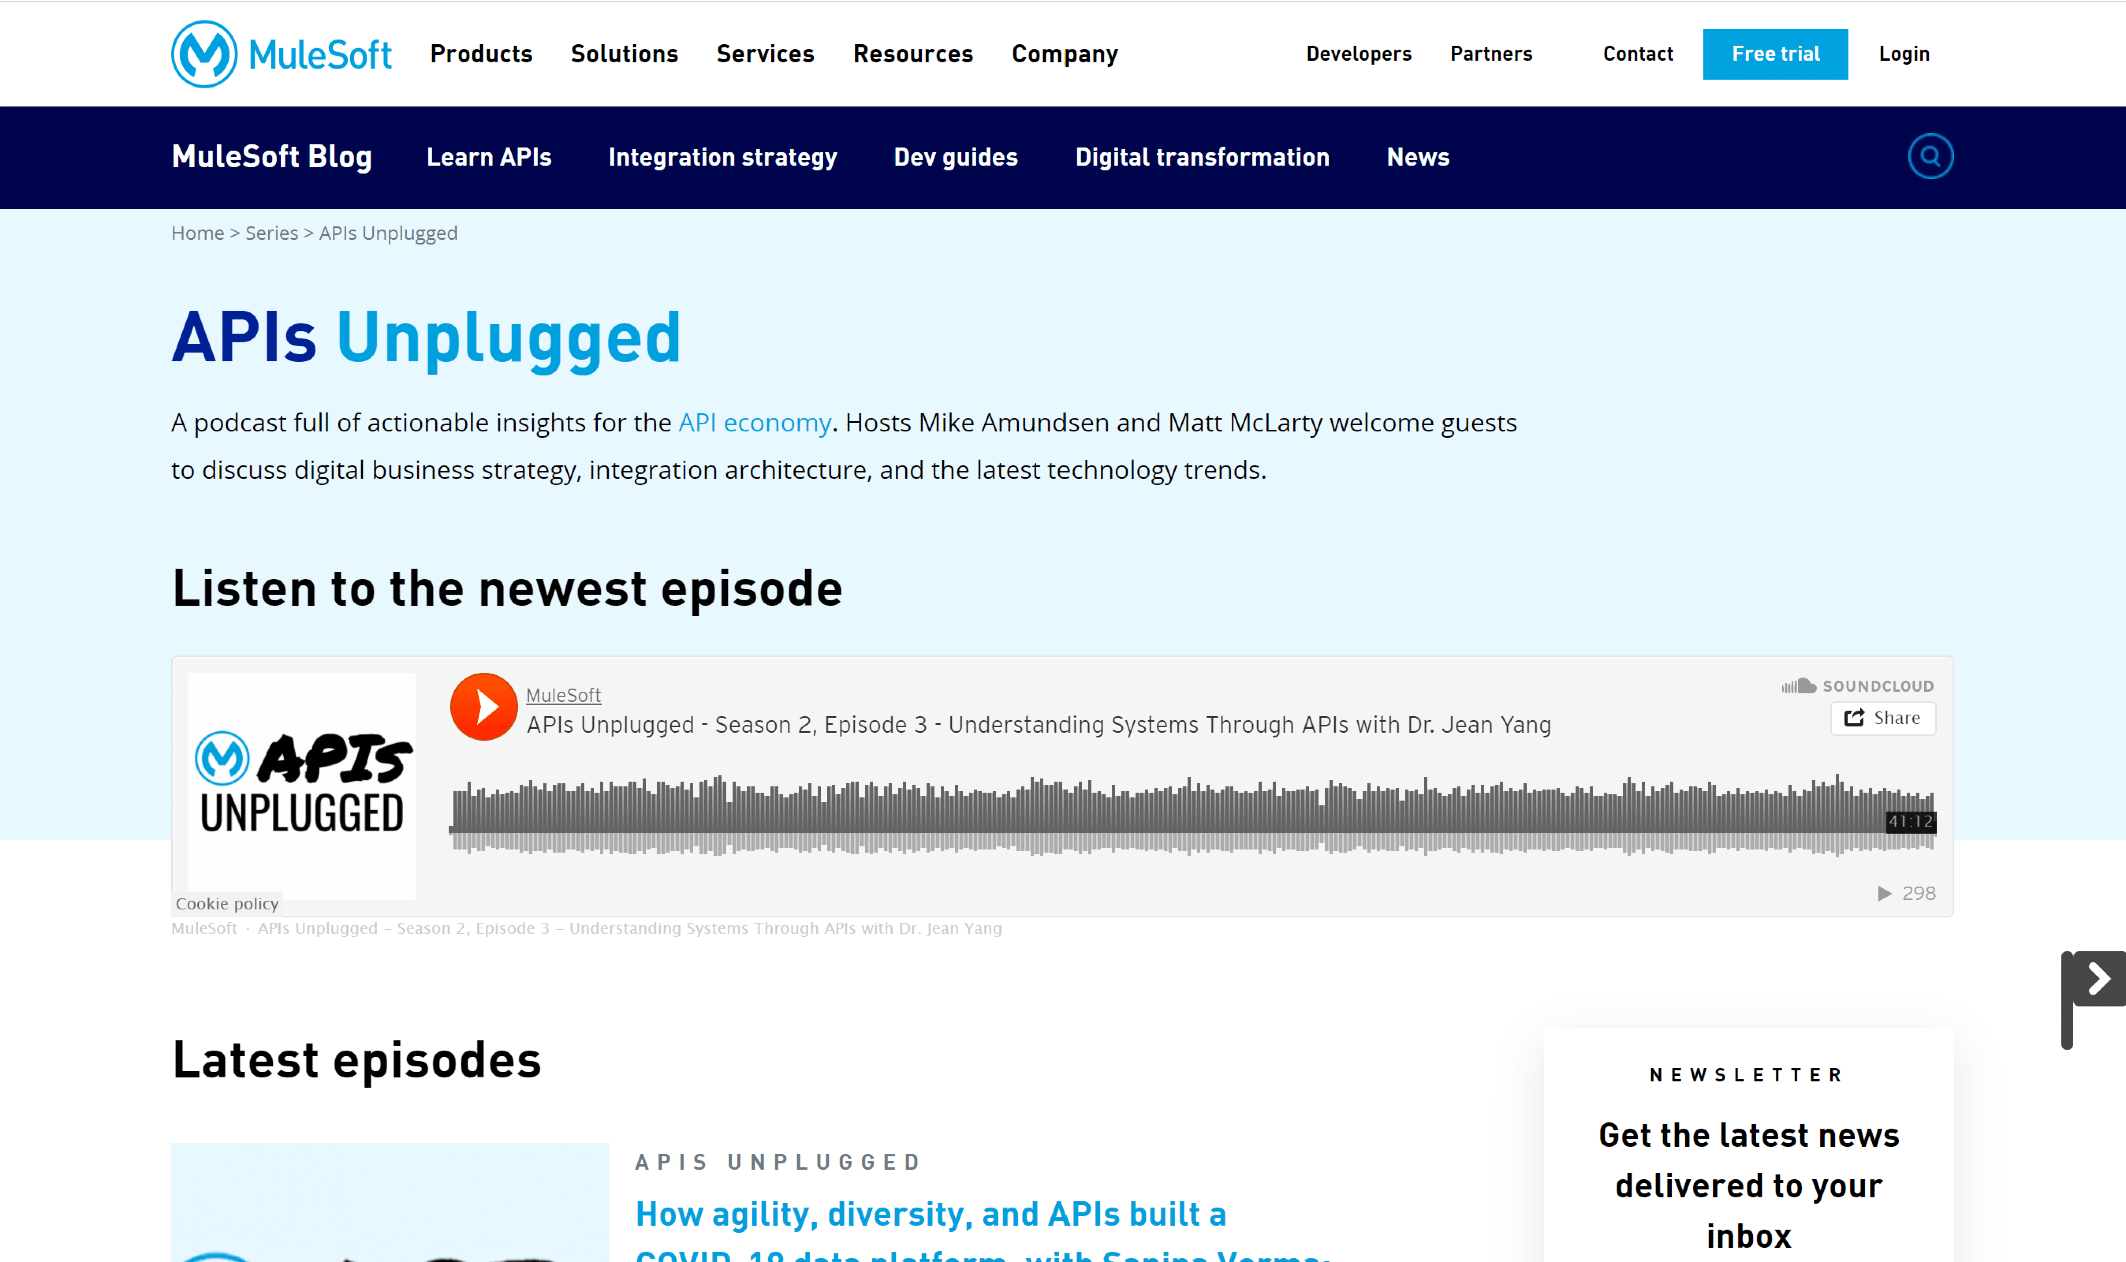 MuleSoft Products Solutions Services Resources Company Developers Partners Contact Free trial Login
MuleSoft Blog Learn APIs Integration strategy Dev guides Digital transformation News
Home > Series > APIs Unplugged
APIs Unplugged
A podcast full of actionable insights for the API economy. Hosts Mike Amundsen and Matt McLarty welcome guests
to discuss digital business strategy, integration architecture, and the latest technology trends.
Listen to the newest episode
APIs
UNPLUGGED
MuleSoft
APIs Unplugged - Season 2, Episode 3 - Understanding Systems Through APIs with Dr. Jean Yang
SOUNDCLOUD
Share
41:12
298
Cookie policy
MuleSoft · APIs Unplugged – Season 2, Episode 3 – Understanding Systems Through APIs with Dr. Jean Yang
Latest episodes
APIS UNPLUGGED
How agility, diversity, and APIs built a
COVID-19 data platform, with
NEWSLETTER
Get the latest news
delivered to your
inbox